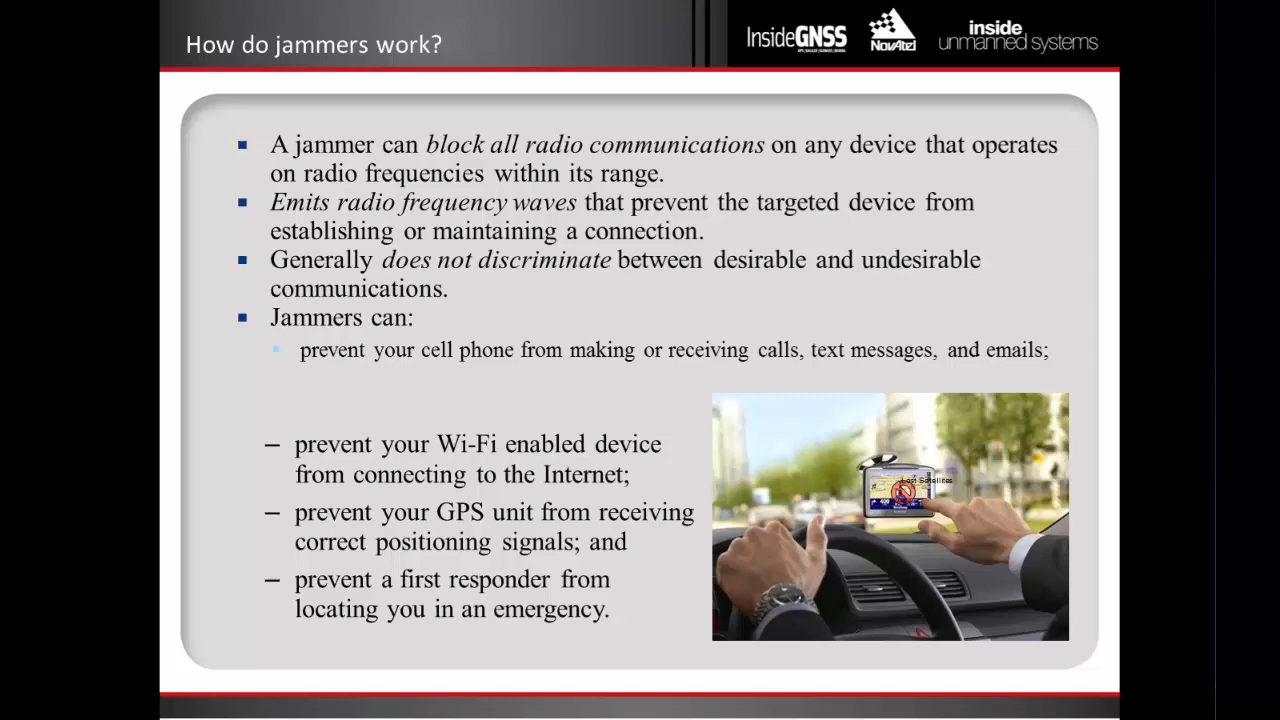 How do jammers work?
InsideGNSS
NovAtel
inside
unmanned systems
A jammer can block all radio communications on any device that operates
on radio frequencies within its range.
Emits radio frequency waves that prevent the targeted device from
establishing or maintaining a connection.
Generally does not discriminate between desirable and undesirable
communications.
Jammers can:
prevent your cell phone from making or receiving calls, text messages, and emails;
– prevent your Wi-Fi enabled device
from connecting to the Internet;
– prevent your GPS unit from receiving
correct positioning signals; and
– prevent a first responder from
locating you in an emergency.
Lost Satellites